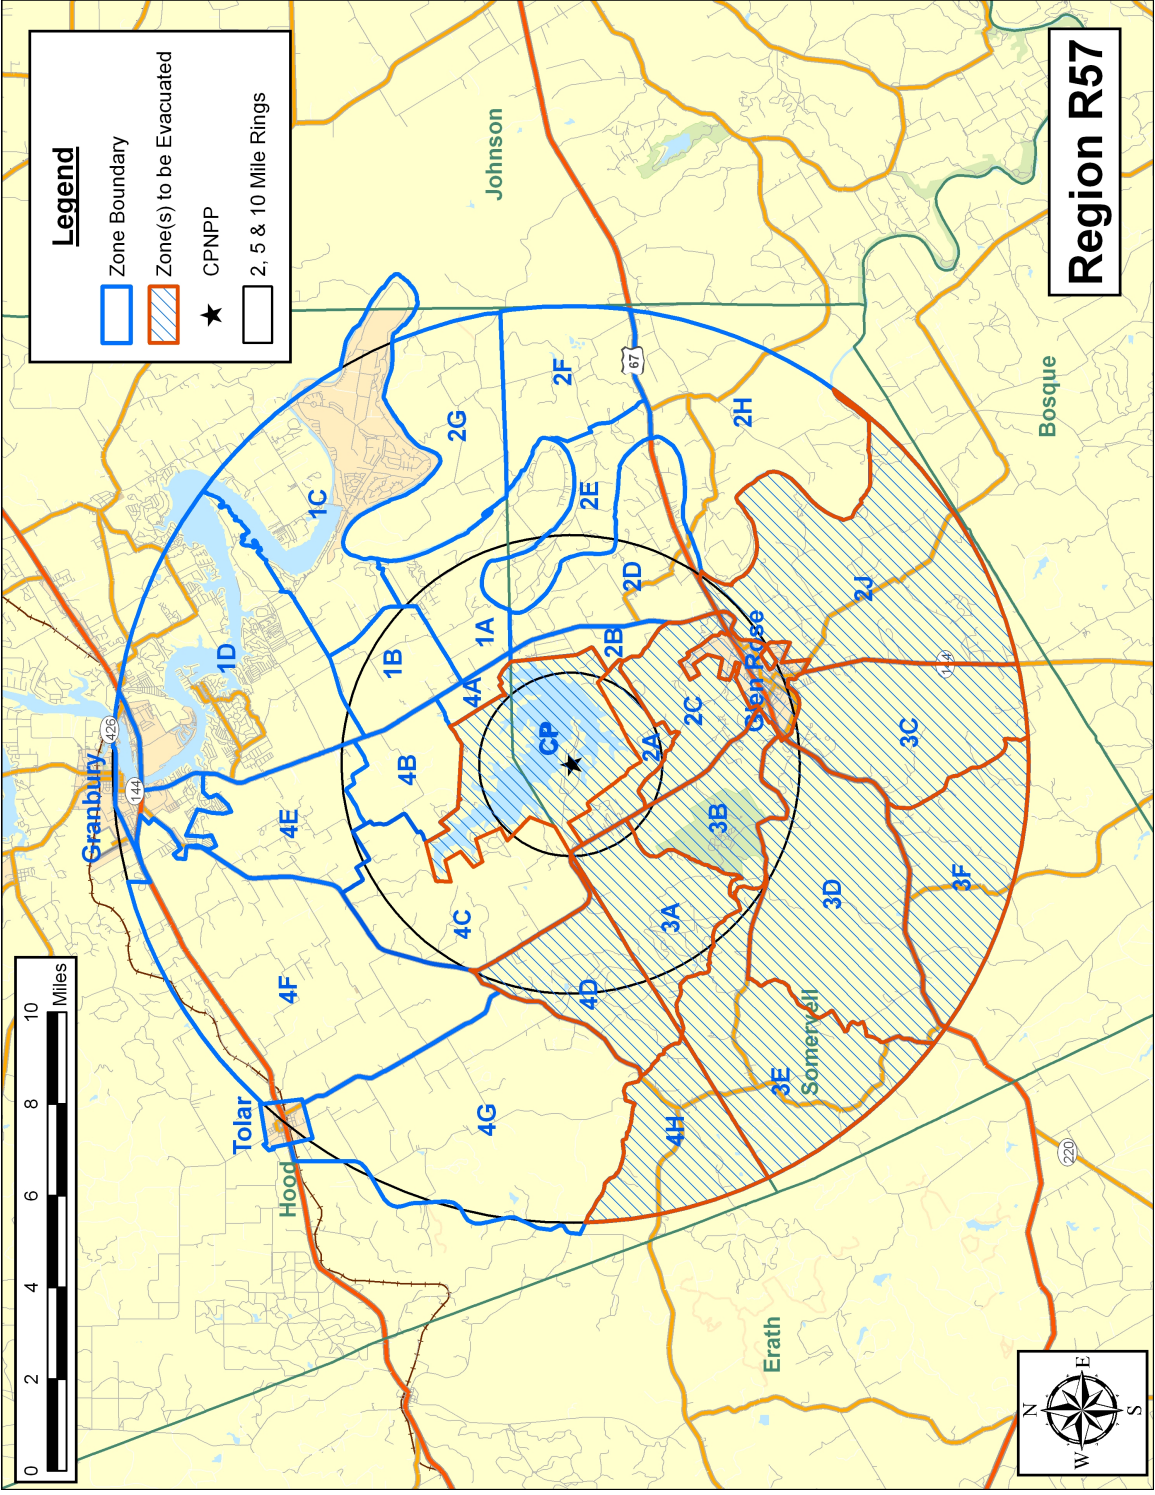 Legend
Zone Boundary
Zone(s) to be Evacuated
CPNPP
2, 5 & 10 Mile Rings
Region R57
0 2 4 6 8 10
Miles
N
W E
S
Granbury
Tolar
Glen Rose
Hood
Johnson
Bosque
Somervell
Erath
426
144
67
144
220
CP
1A
1B
1C
1D
2A
2B
2C
2D
2E
2F
2G
2H
2J
3A
3B
3C
3D
3E
3F
4A
4B
4C
4D
4E
4F
4G
4H